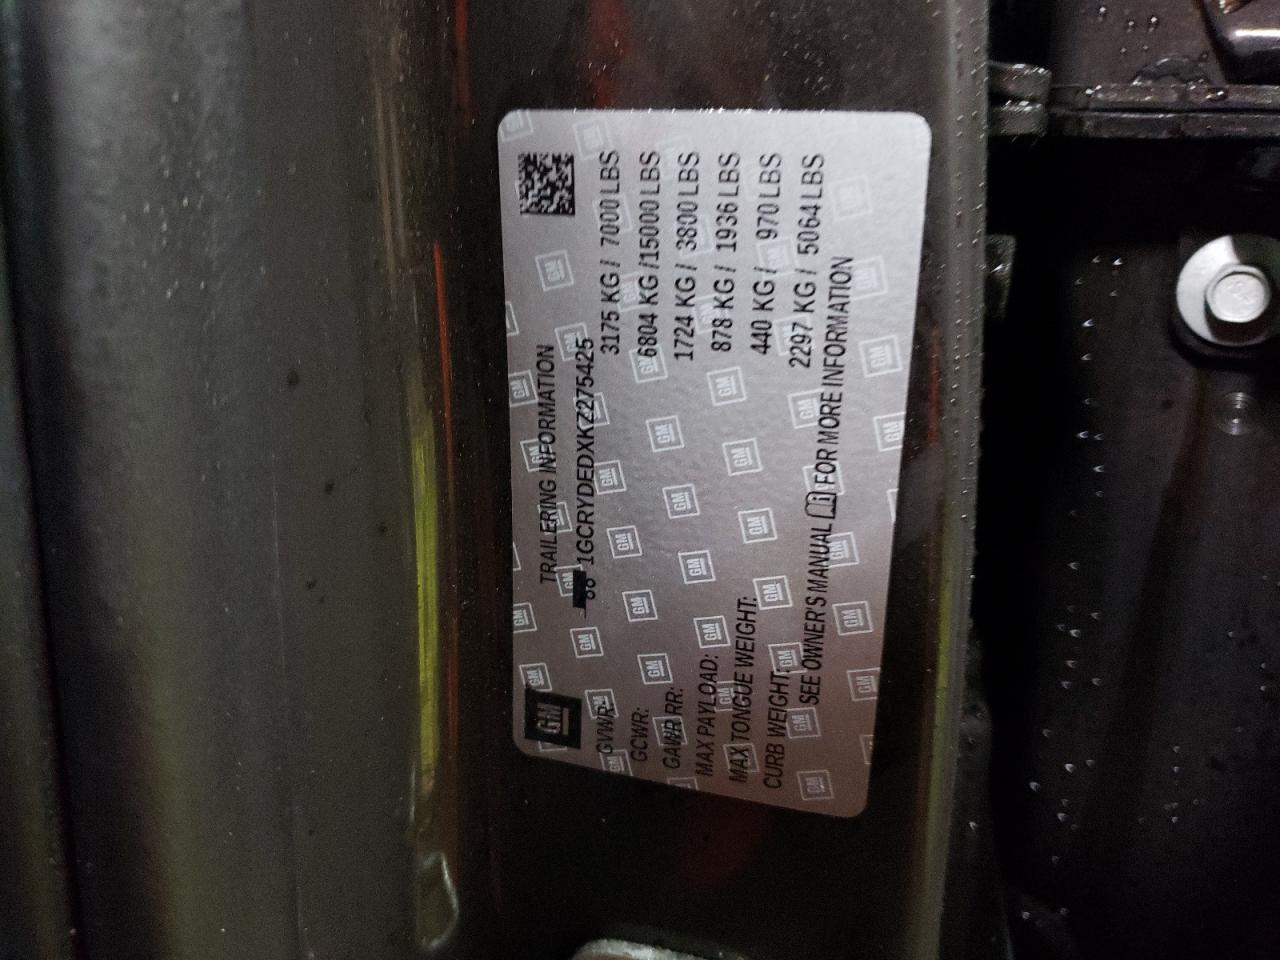 GM
TRAILERING INFORMATION
1GCRYDEDXKZ275425
GVWR: 3175 KG / 7000 LBS
GCWR: 6804 KG /15000 LBS
GAWR RR: 1724 KG / 3800 LBS
MAX PAYLOAD: 878 KG / 1936 LBS
MAX TONGUE WEIGHT: 440 KG / 970 LBS
CURB WEIGHT: 2297 KG / 5064 LBS
SEE OWNER'S MANUAL i FOR MORE INFORMATION